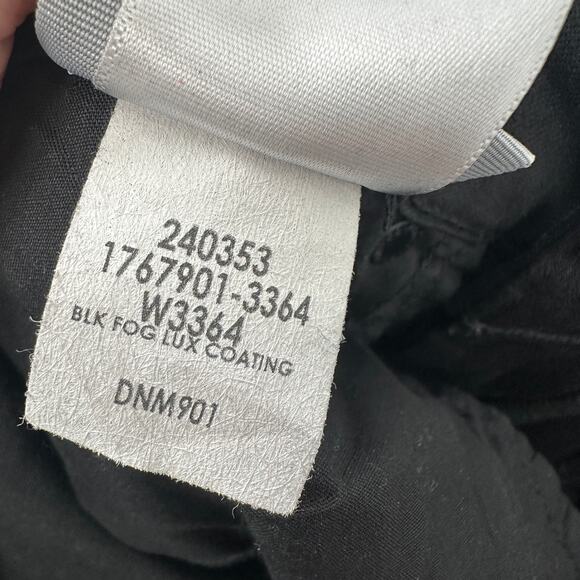 240353
1767901-3364
W3364
BLK FOG LUX COATING
DNM901